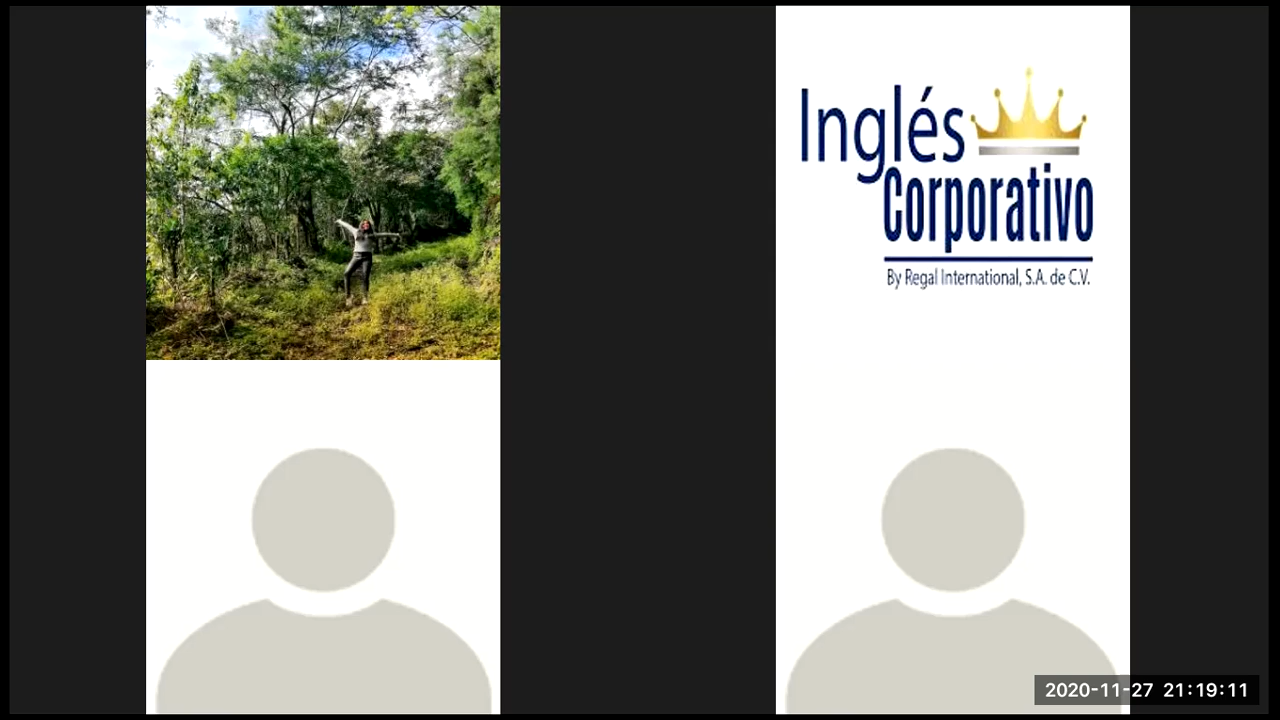 Inglés
Corporativo
By Regal International, S.A. de C.V.
2020-11-27 21:19:11